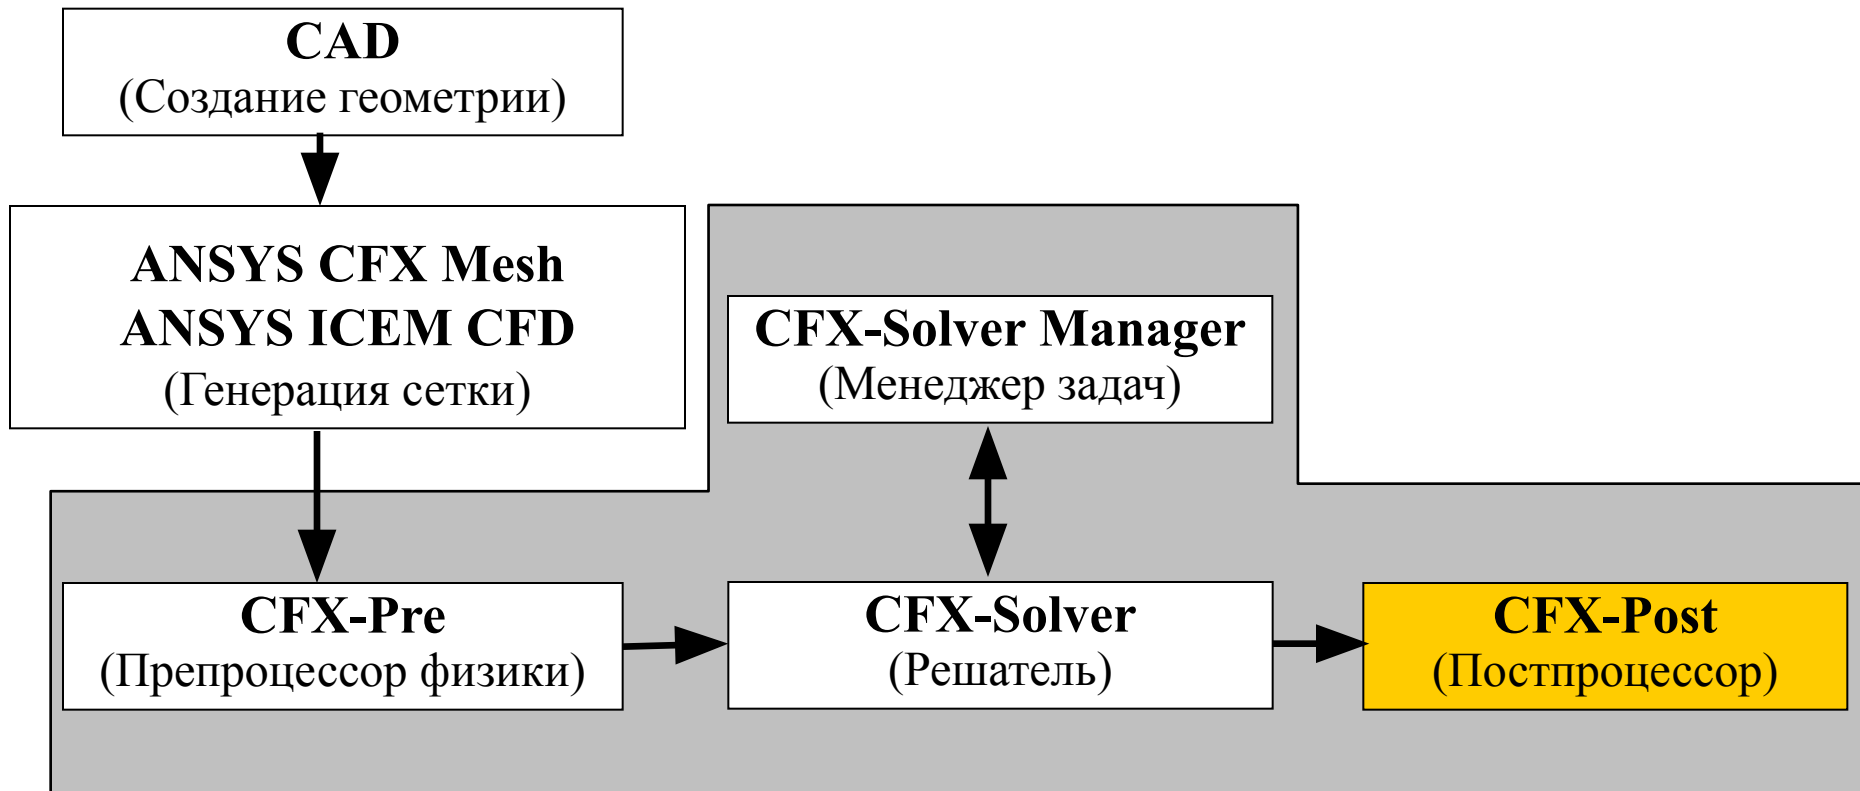 CAD
(Создание геометрии)
ANSYS CFX Mesh
ANSYS ICEM CFD
(Генерация сетки)
CFX-Solver Manager
(Менеджер задач)
CFX-Pre
(Препроцессор физики)
CFX-Solver
(Решатель)
CFX-Post
(Постпроцессор)